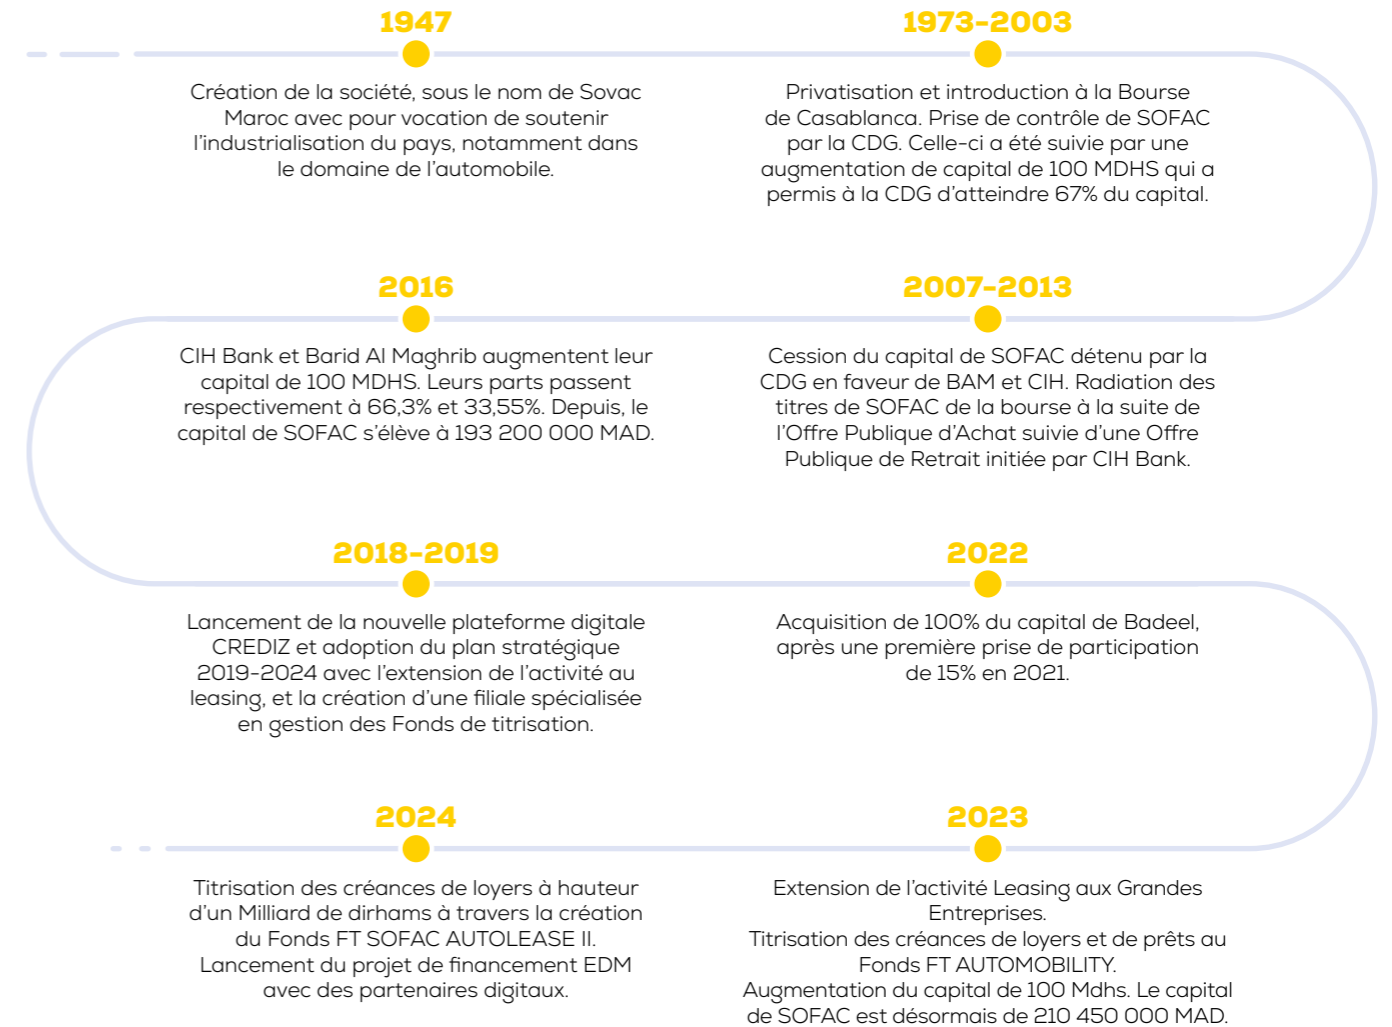 1947
Création de la société, sous le nom de Sovac
Maroc avec pour vocation de soutenir
l'industrialisation du pays, notamment dans
le domaine de l'automobile.
1973-2003
Privatisation et introduction à la Bourse
de Casablanca. Prise de contrôle de SOFAC
par la CDG. Celle-ci a été suivie par une
augmentation de capital de 100 MDHS qui a
permis à la CDG d'atteindre 67% du capital.
2007-2013
Cession du capital de SOFAC détenu par la
CDG en faveur de BAM et CIH. Radiation des
titres de SOFAC de la bourse à la suite de
l'Offre Publique d'Achat suivie d'une Offre
Publique de Retrait initiée par CIH Bank.
2016
CIH Bank et Barid Al Maghrib augmentent leur
capital de 100 MDHS. Leurs parts passent
respectivement à 66,3% et 33,55%. Depuis, le
capital de SOFAC s'élève à 193 200 000 MAD.
2018-2019
Lancement de la nouvelle plateforme digitale
CREDIZ et adoption du plan stratégique
2019-2024 avec l'extension de l'activité au
leasing, et la création d'une filiale spécialisée
en gestion des Fonds de titrisation.
2022
Acquisition de 100% du capital de Badeel,
après une première prise de participation
de 15% en 2021.
2023
Extension de l'activité Leasing aux Grandes
Entreprises.
Titrisation des créances de loyers et de prêts au
Fonds FT AUTOMOBILITY.
Augmentation du capital de 100 Mdhs. Le capital
de SOFAC est désormais de 210 450 000 MAD.
2024
Titrisation des créances de loyers à hauteur
d'un Milliard de dirhams à travers la création
du Fonds FT SOFAC AUTOLEASE II.
Lancement du projet de financement EDM
avec des partenaires digitaux.